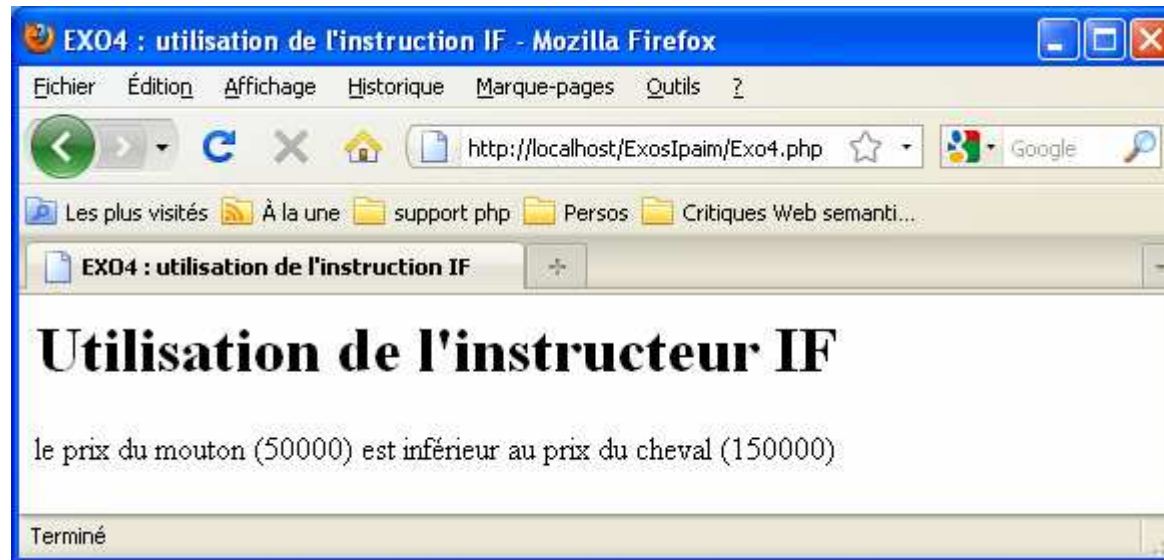 EXO4 : utilisation de l'instruction IF - Mozilla Firefox
Fichier Édition Affichage Historique Marque-pages Outils ?
http://localhost/ExosIpaim/Exo4.php Google
Les plus visités À la une support php Persos Critiques Web semanti...
EXO4 : utilisation de l'instruction IF
Utilisation de l'instructeur IF
le prix du mouton (50000) est inférieur au prix du cheval (150000)
Terminé